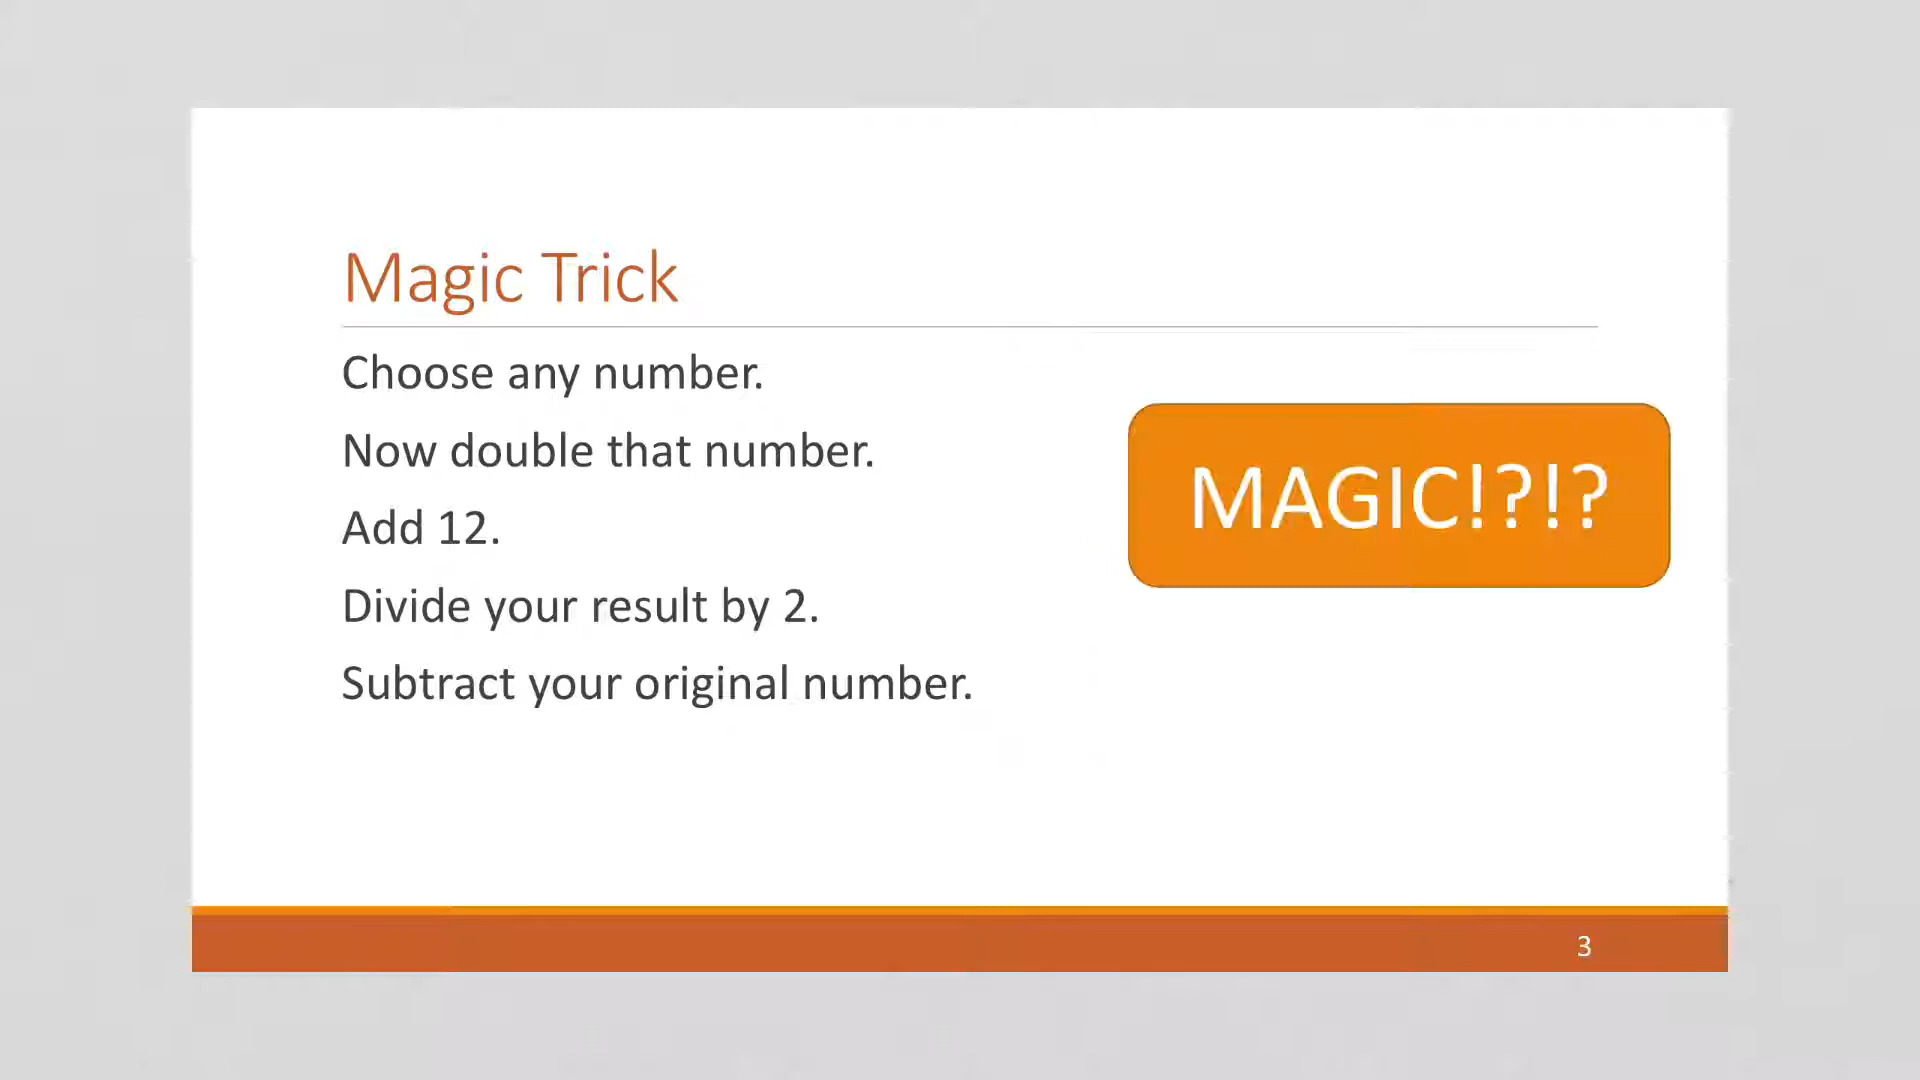 Magic Trick
Choose any number.
Now double that number.
Add 12.
Divide your result by 2.
Subtract your original number.
MAGIC!?!?
3